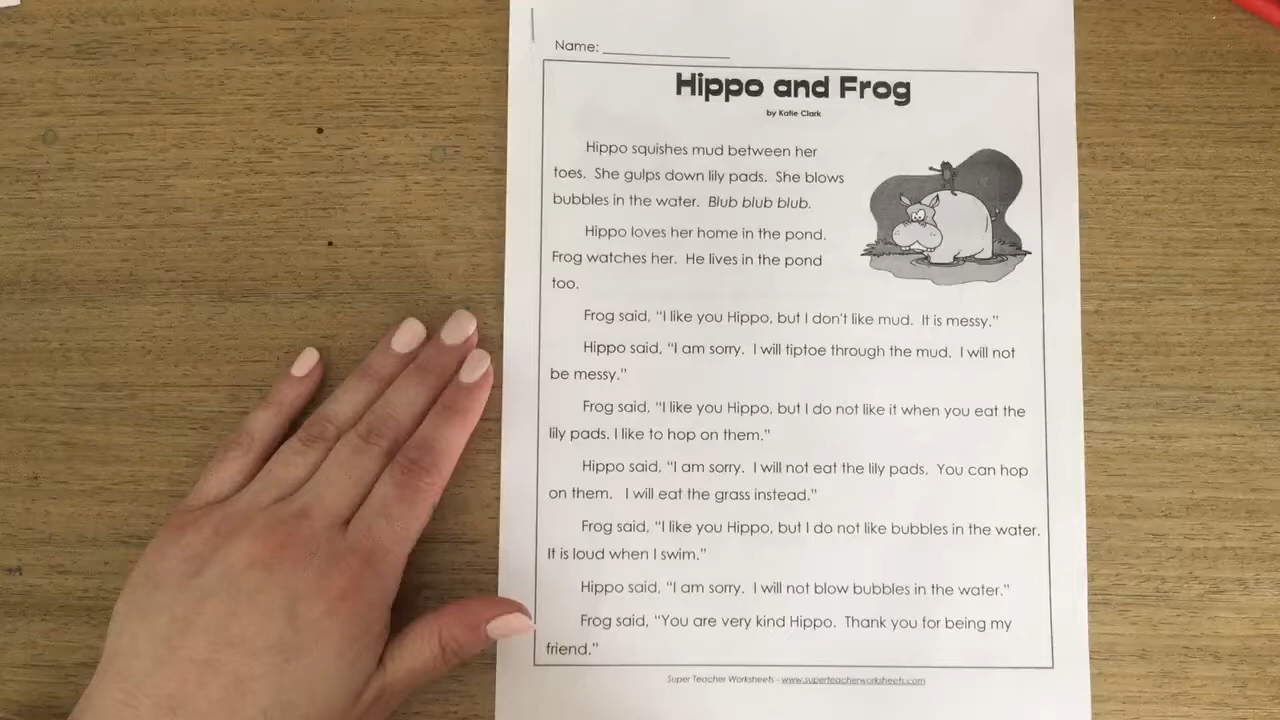 Name: ____________________
Hippo and Frog
by Katie Clark
Hippo squishes mud between her
toes. She gulps down lily pads. She blows
bubbles in the water. Blub blub blub.
Hippo loves her home in the pond.
Frog watches her. He lives in the pond
too.
Frog said, “I like you Hippo, but I don't like mud. It is messy.”
Hippo said, “I am sorry. I will tiptoe through the mud. I will not
be messy.”
Frog said, “I like you Hippo, but I do not like it when you eat the
lily pads. I like to hop on them.”
Hippo said, “I am sorry. I will not eat the lily pads. You can hop
on them. I will eat the grass instead.”
Frog said, “I like you Hippo, but I do not like bubbles in the water.
It is loud when I swim.”
Hippo said, “I am sorry. I will not blow bubbles in the water.”
Frog said, “You are very kind Hippo. Thank you for being my
friend.”
Super Teacher Worksheets - www.superteacherworksheets.com